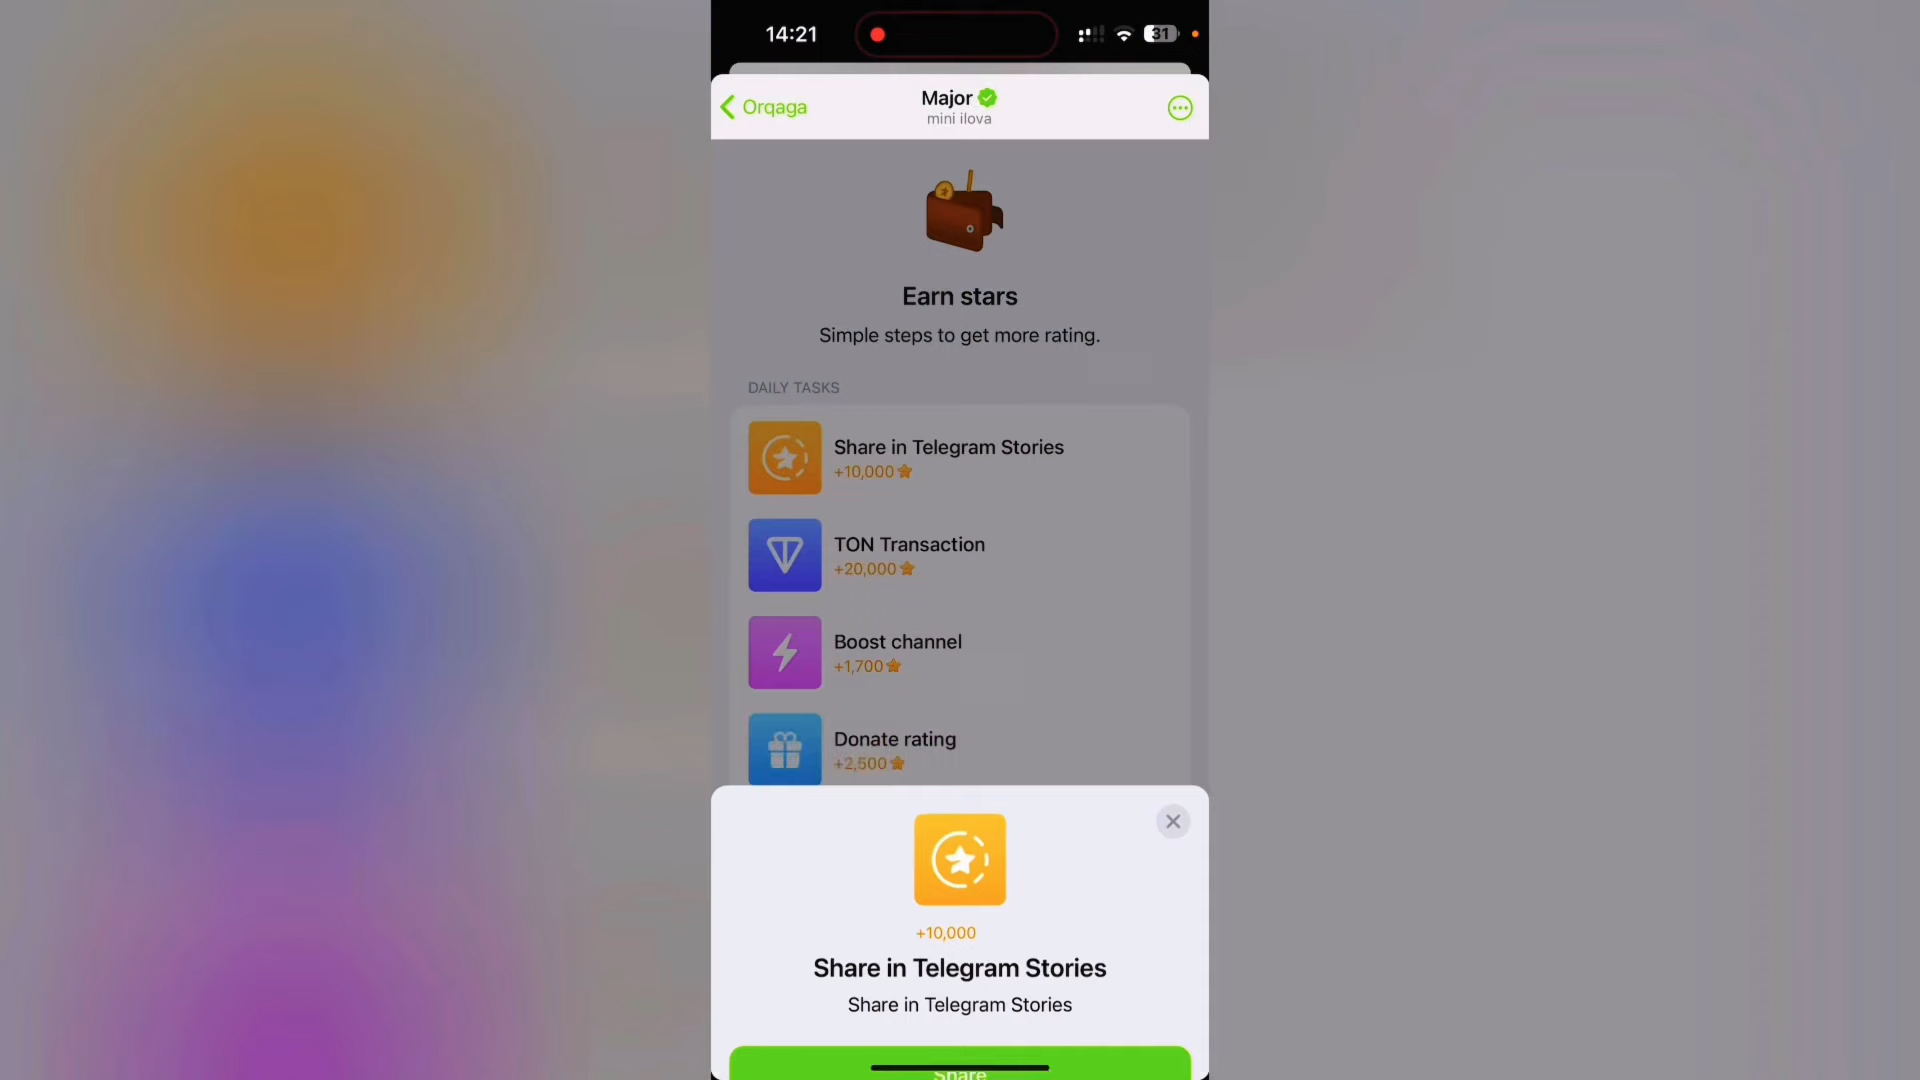 14:21
31
Orqaga
Major
mini ilova
Earn stars
Simple steps to get more rating.
DAILY TASKS
Share in Telegram Stories
+10,000
TON Transaction
+20,000
Boost channel
+1,700
Donate rating
+2,500
+10,000
Share in Telegram Stories
Share in Telegram Stories
Share